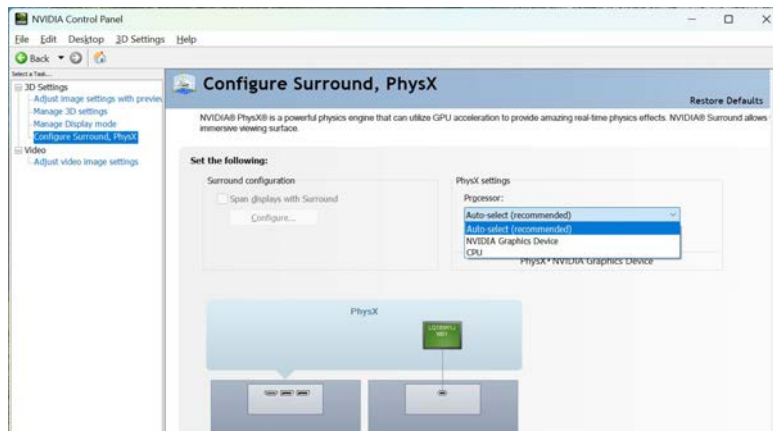 NVIDIA Control Panel
File Edit Desktop 3D Settings Help
Back
Select a Task...
3D Settings
Adjust image settings with preview
Manage 3D settings
Manage Display mode
Configure Surround, PhysX
Video
Adjust video image settings
Configure Surround, PhysX
Restore Defaults
NVIDIA® PhysX® is a powerful physics engine that can utilize GPU acceleration to provide amazing real-time physics effects. NVIDIA® Surround allows
immersive viewing surface.
Set the following:
Surround configuration
Span displays with Surround
Configure...
PhysX settings
Processor:
Auto-select (recommended)
Auto-select (recommended)
NVIDIA Graphics Device
CPU
PhysX NVIDIA Graphics Device
PhysX